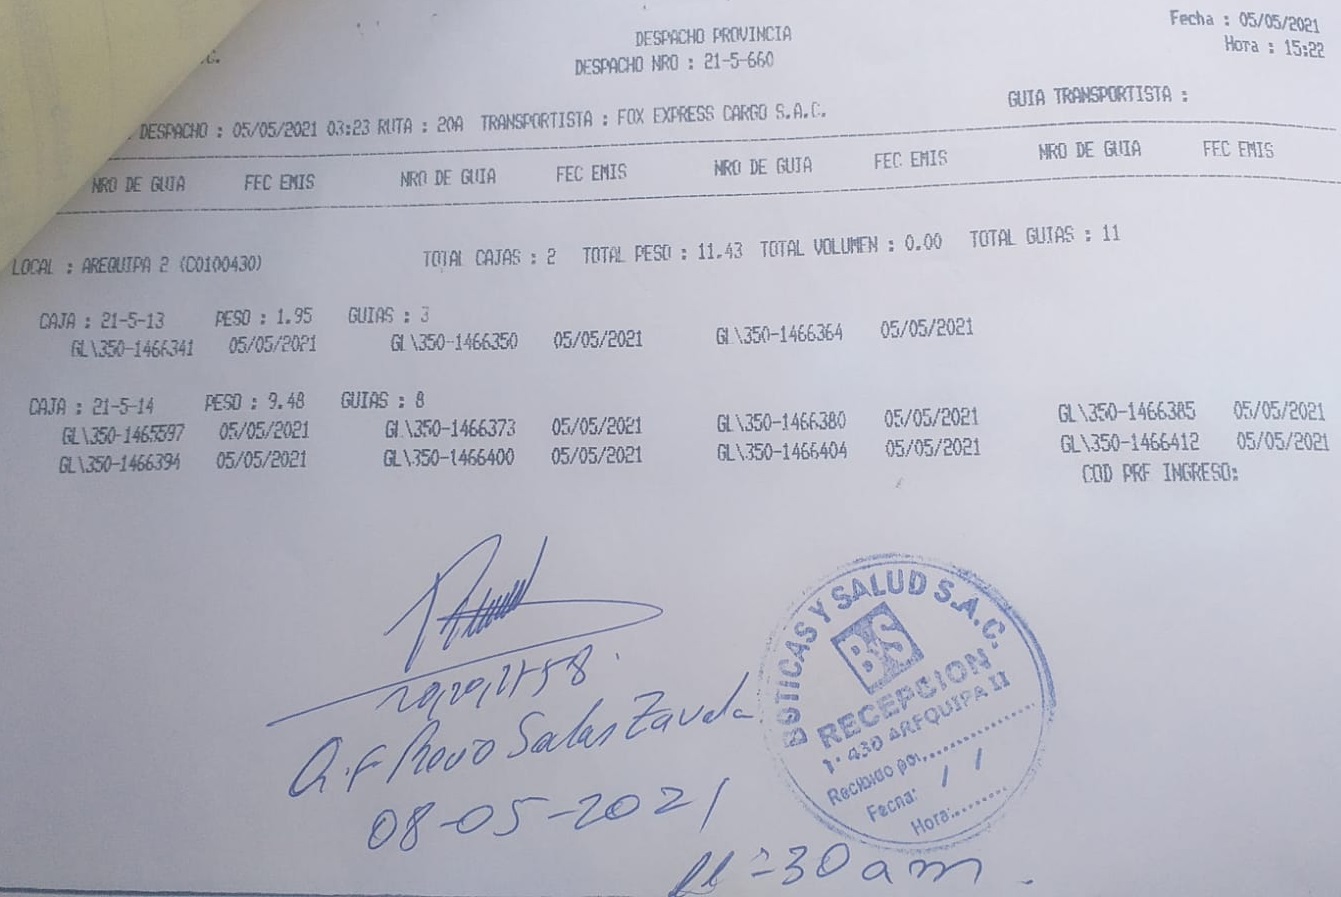 Fecha : 05/05/2021
Hora : 15:22
C.
DESPACHO PROVINCIA
DESPACHO NRO : 21-5-660
GUIA TRANSPORTISTA :
DESPACHO : 05/05/2021 03:23 RUTA : 20A TRANSPORTISTA : FOX EXPRESS CARGO S.A.C.
NRO DE GUIA FEC EMIS NRO DE GUIA FEC EMIS NRO DE GUIA FEC EMIS NRO DE GUIA FEC EMIS
LOCAL : AREQUIPA 2 (C0100430) TOTAL CAJAS : 2 TOTAL PESO : 11.43 TOTAL VOLUMEN : 0.00 TOTAL GUIAS : 11
CAJA : 21-5-13 PESO : 1.95 GUIAS : 3
GL\350-1466341 05/05/2021 GL\350-1466350 05/05/2021 GL\350-1466364 05/05/2021
CAJA : 21-5-14 PESO : 9.48 GUIAS : 8
GL\350-1465597 05/05/2021 GL\350-1466373 05/05/2021 GL\350-1466380 05/05/2021 GL\350-1466385 05/05/2021
GL\350-1466394 05/05/2021 GL\350-1466400 05/05/2021 GL\350-1466404 05/05/2021 GL\350-1466412 05/05/2021
COD PRF INGRESO:
Q.F Salas Zavala
08-05-2021
30 am.
BOTICAS Y SALUD S.A.C.
BS
RECEPCION
430 AREQUIPA II
Recibido por:
Fecha: / /
Hora: